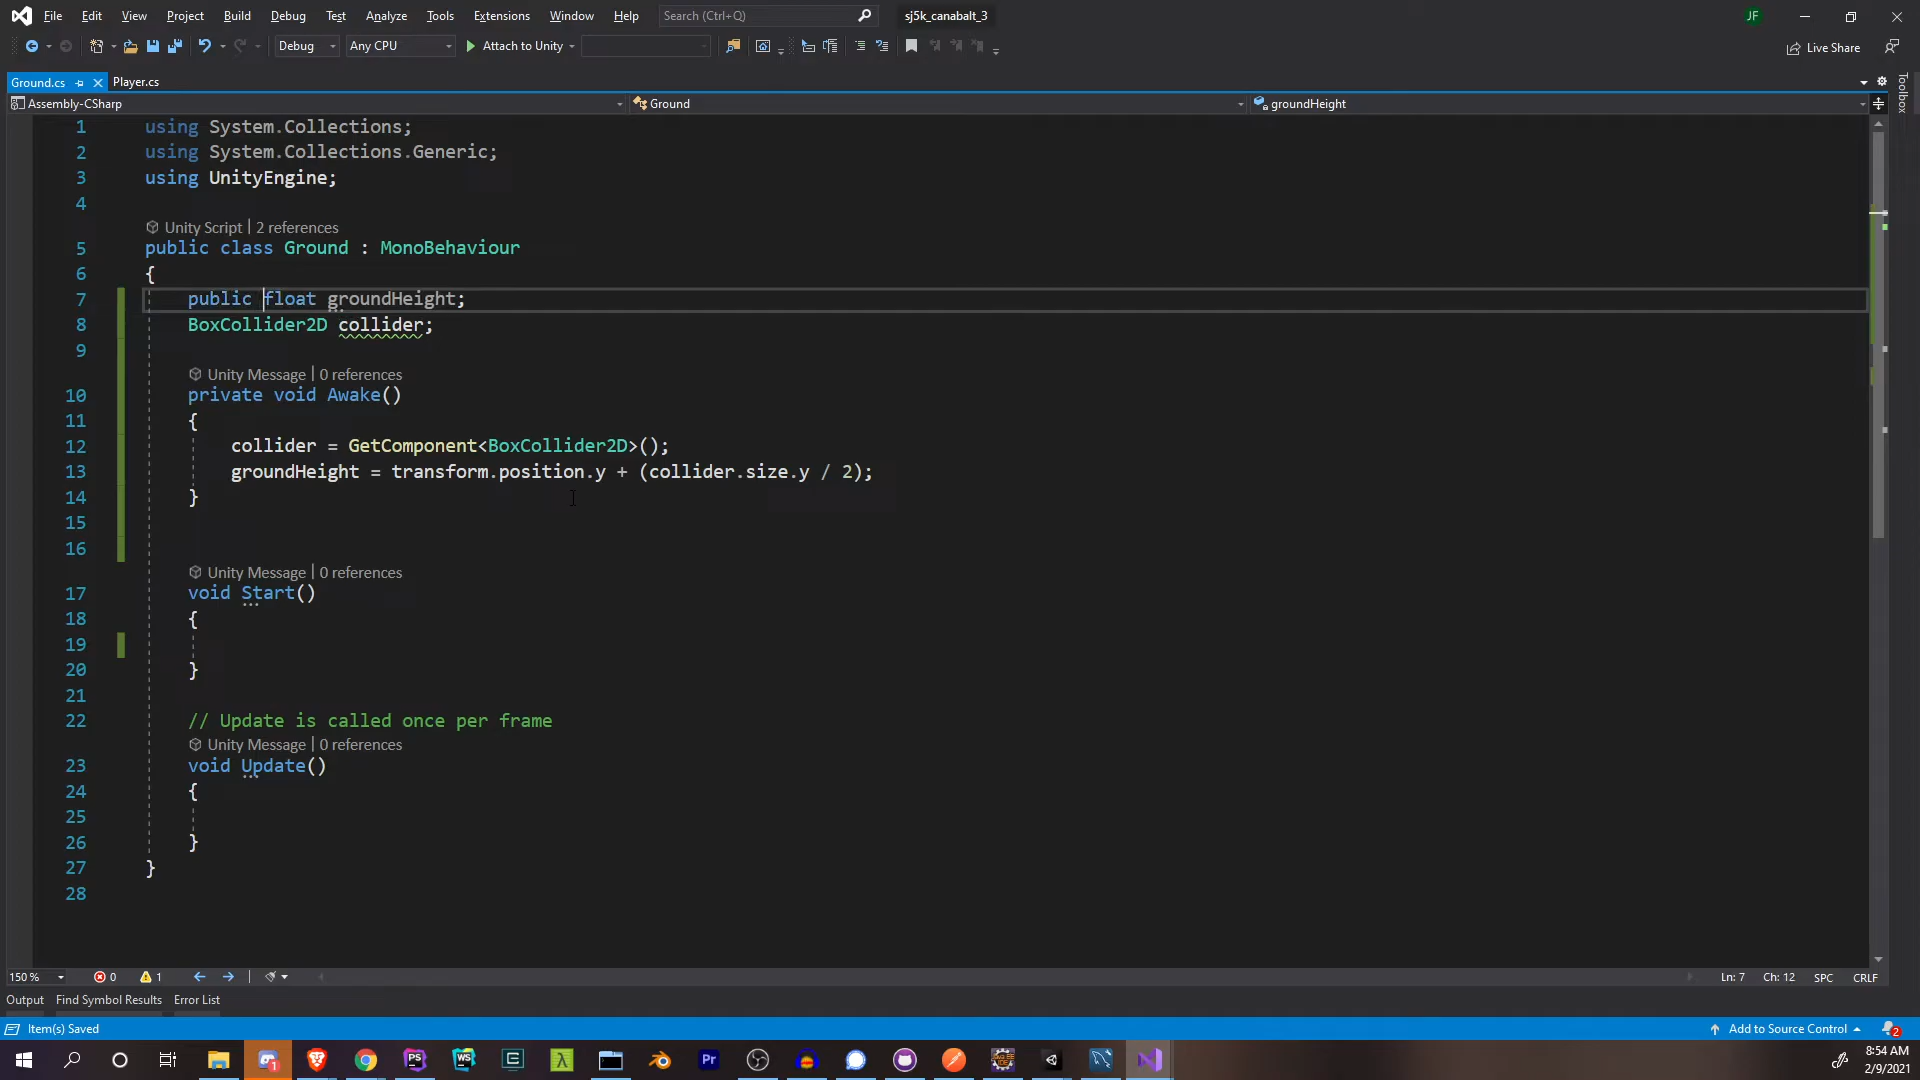 File Edit View Project Build Debug Test Analyze Tools Extensions Window Help Search (Ctrl+Q) sj5k_canabalt_3 JF
Debug Any CPU Attach to Unity Live Share
Ground.cs Player.cs
Toolbox
Assembly-CSharp Ground groundHeight
1 using System.Collections;
2 using System.Collections.Generic;
3 using UnityEngine;
4
Unity Script | 2 references
5 public class Ground : MonoBehaviour
6 {
7 public float groundHeight;
8 BoxCollider2D collider;
9
Unity Message | 0 references
10 private void Awake()
11 {
12 collider = GetComponent<BoxCollider2D>();
13 groundHeight = transform.position.y + (collider.size.y / 2);
14 }
15
16
Unity Message | 0 references
17 void Start()
18 {
19
20 }
21
22 // Update is called once per frame
Unity Message | 0 references
23 void Update()
24 {
25
26 }
27 }
28
150 % 0 1 Ln: 7 Ch: 12 SPC CRLF
Output Find Symbol Results Error List
Item(s) Saved Add to Source Control 2
1 PS WS Pr 8:54 AM
2/9/2021